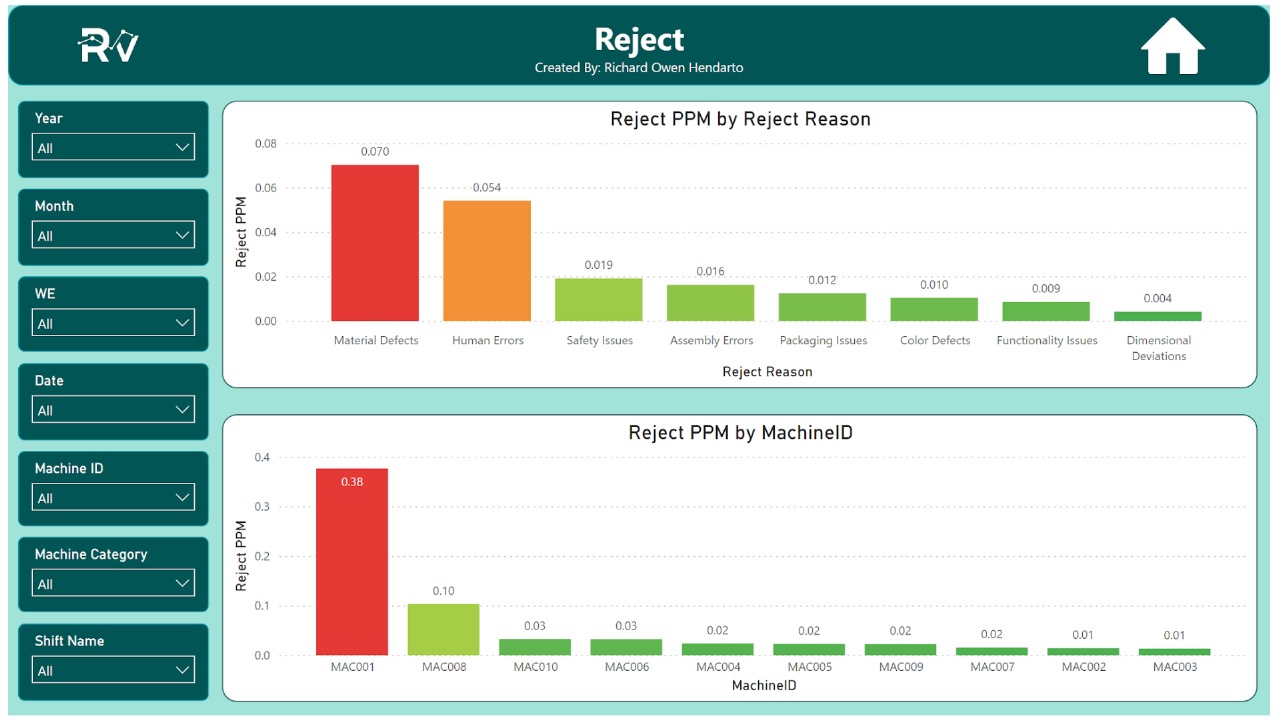 RV
Reject
Created By: Richard Owen Hendarto
Year
All
Month
All
WE
All
Date
All
Machine ID
All
Machine Category
All
Shift Name
All
Reject PPM by Reject Reason
Reject PPM
0.08
0.06
0.04
0.02
0.00
0.070
0.054
0.019
0.016
0.012
0.010
0.009
0.004
Material Defects
Human Errors
Safety Issues
Assembly Errors
Packaging Issues
Color Defects
Functionality Issues
Dimensional
Deviations
Reject Reason
Reject PPM by MachineID
Reject PPM
0.4
0.3
0.2
0.1
0.0
0.38
0.10
0.03
0.03
0.02
0.02
0.02
0.02
0.01
0.01
MAC001
MAC008
MAC010
MAC006
MAC004
MAC005
MAC009
MAC007
MAC002
MAC003
MachineID